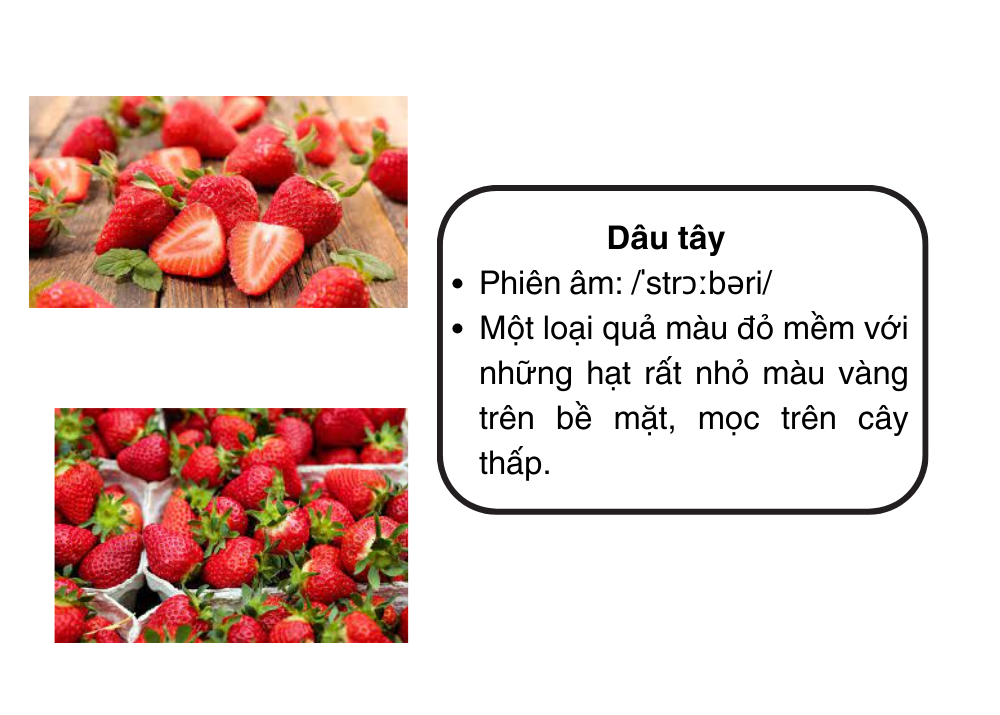 Dâu tây
• Phiên âm: /ˈstrɔːbəri/
• Một loại quả màu đỏ mềm với
những hạt rất nhỏ màu vàng
trên bề mặt, mọc trên cây
thấp.